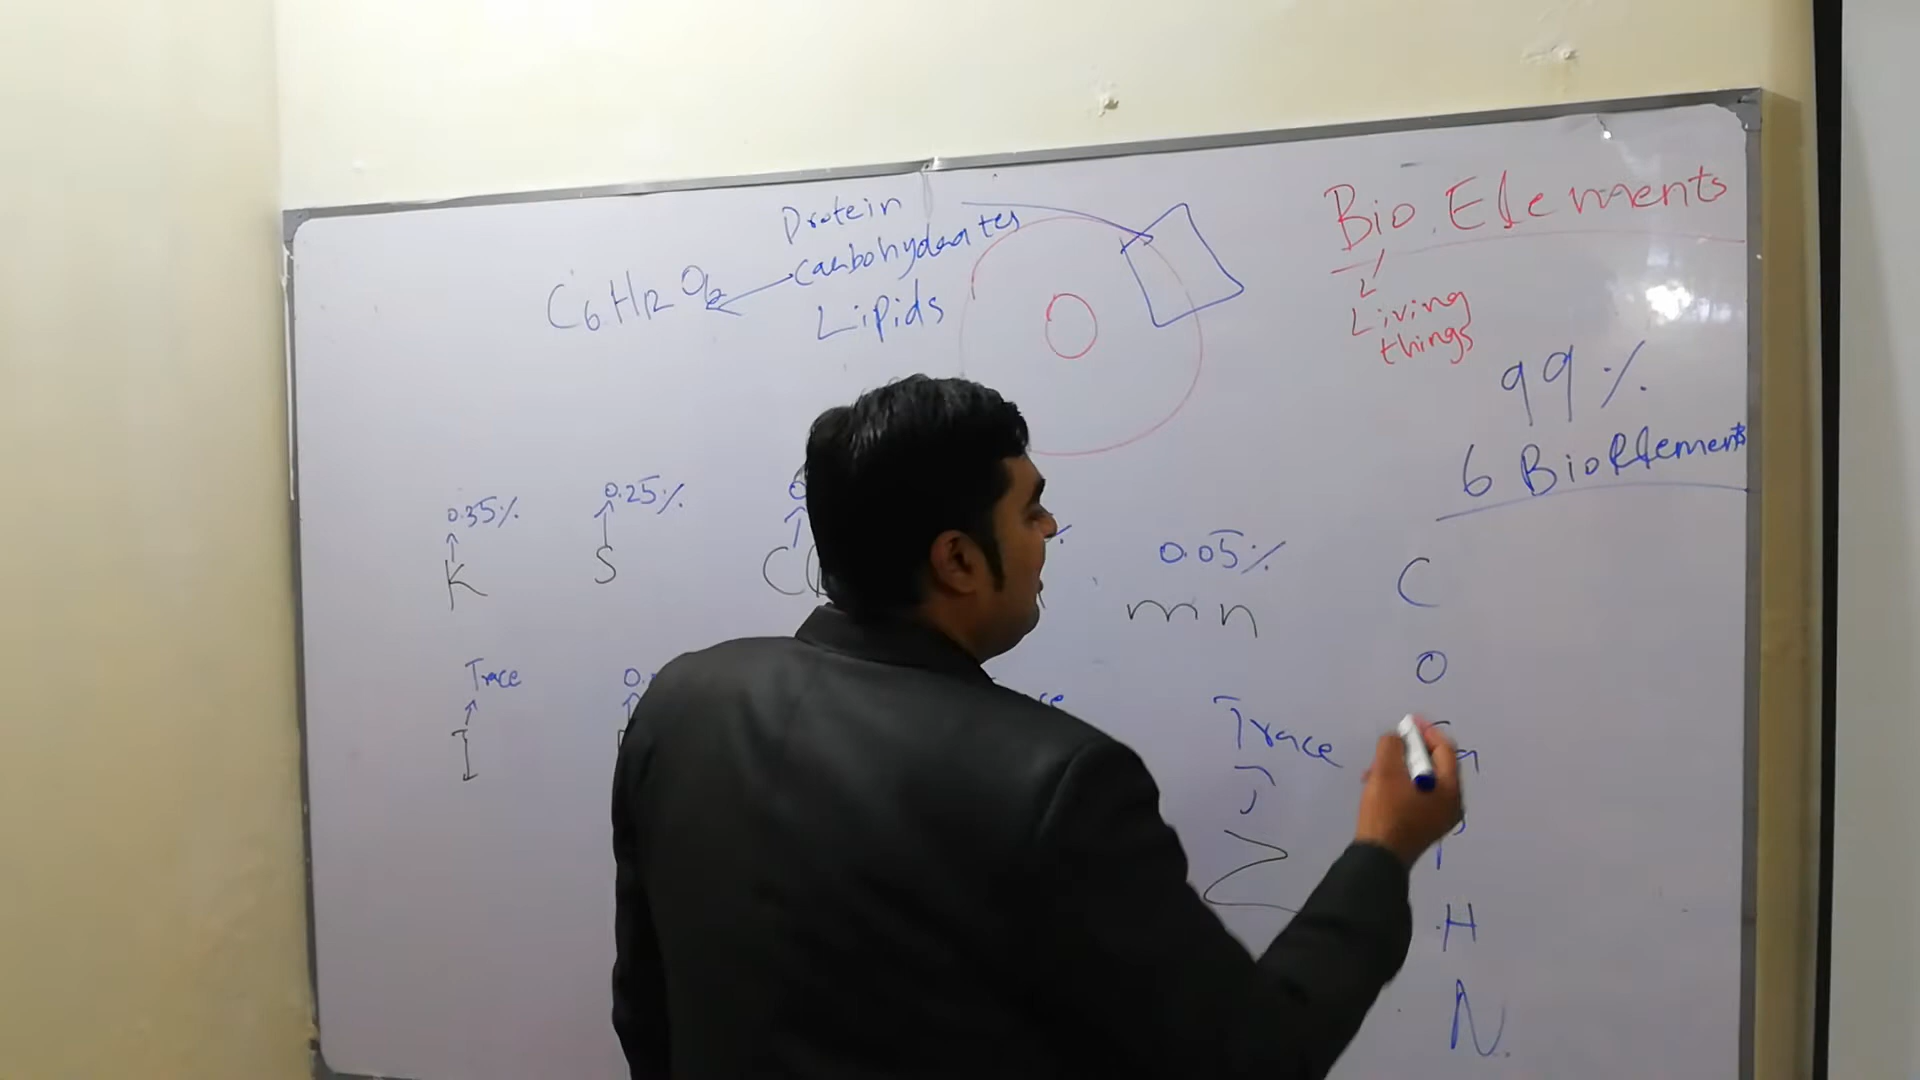 Bio Elements
Living
things
99%
6 BioElements
Protein
carbohydrates
Lipids
C6H12O6
0.35%
K
0.25%
S
0.05%
mn
Trace
I
Trace
C
O
H
N